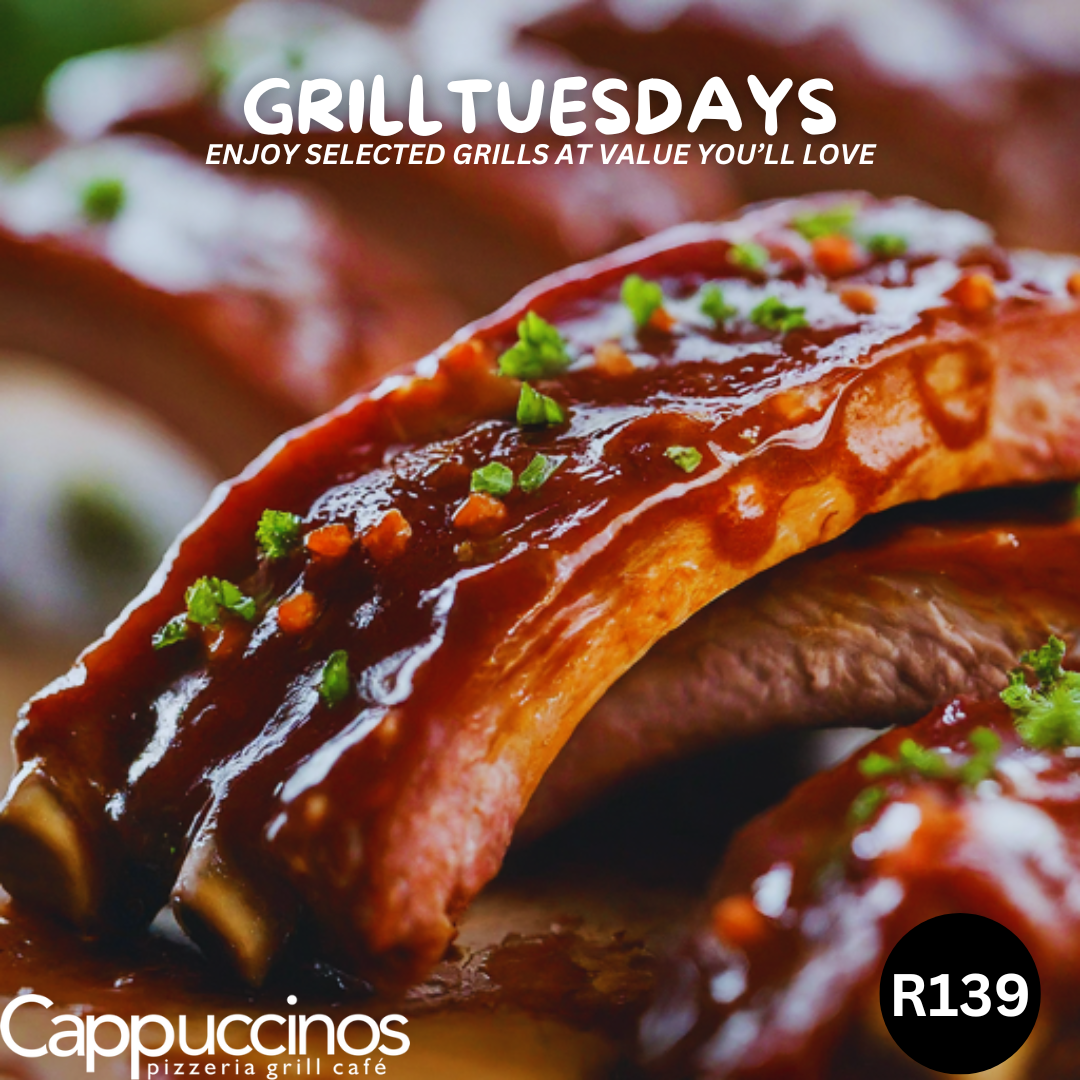 GRILLTUESDAYS
ENJOY SELECTED GRILLS AT VALUE YOU’LL LOVE
R139
Cappuccinos
pizzeria grill café